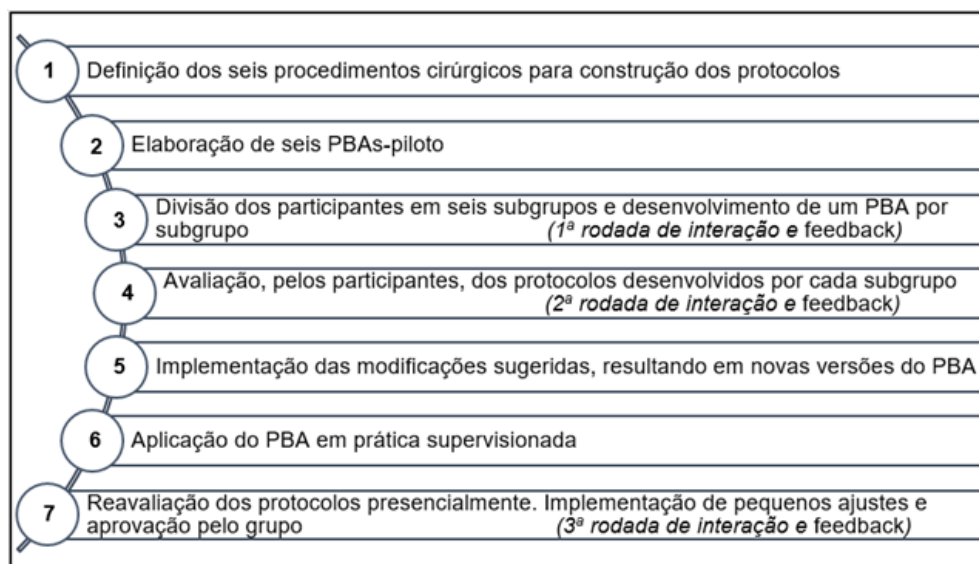 1 Definição dos seis procedimentos cirúrgicos para construção dos protocolos
2 Elaboração de seis PBAs-piloto
3 Divisão dos participantes em seis subgrupos e desenvolvimento de um PBA por
subgrupo (1ª rodada de interação e feedback)
4 Avaliação, pelos participantes, dos protocolos desenvolvidos por cada subgrupo
(2ª rodada de interação e feedback)
5 Implementação das modificações sugeridas, resultando em novas versões do PBA
6 Aplicação do PBA em prática supervisionada
7 Reavaliação dos protocolos presencialmente. Implementação de pequenos ajustes e
aprovação pelo grupo (3ª rodada de interação e feedback)